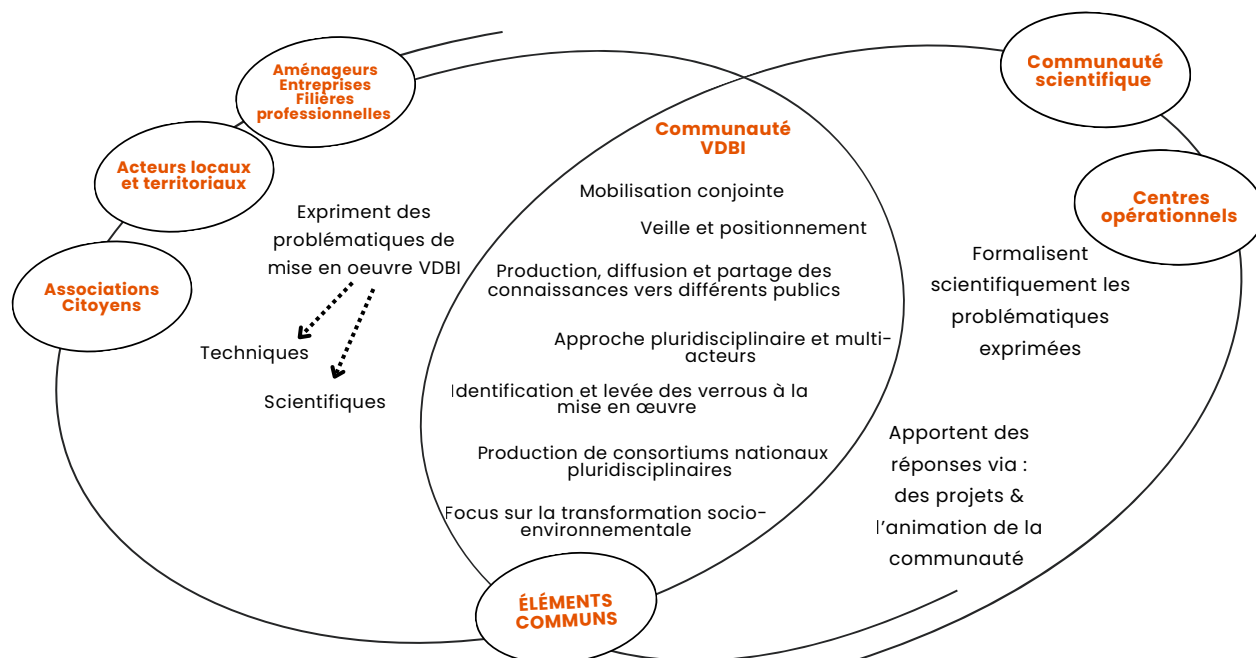 Aménageurs
Entreprises
Filières
professionnelles
Acteurs locaux
et territoriaux
Associations
Citoyens
Expriment des
problématiques de
mise en oeuvre VDBI
Techniques
Scientifiques
Communauté
VDBI
Mobilisation conjointe
Veille et positionnement
Production, diffusion et partage des
connaissances vers différents publics
Approche pluridisciplinaire et multi-
acteurs
Identification et levée des verrous à la
mise en œuvre
Production de consortiums nationaux
pluridisciplinaires
Focus sur la transformation socio-
environnementale
ÉLÉMENTS
COMMUNS
Communauté
scientifique
Centres
opérationnels
Formalisent
scientifiquement les
problématiques
exprimées
Apportent des
réponses via :
des projets &
l'animation de la
communauté